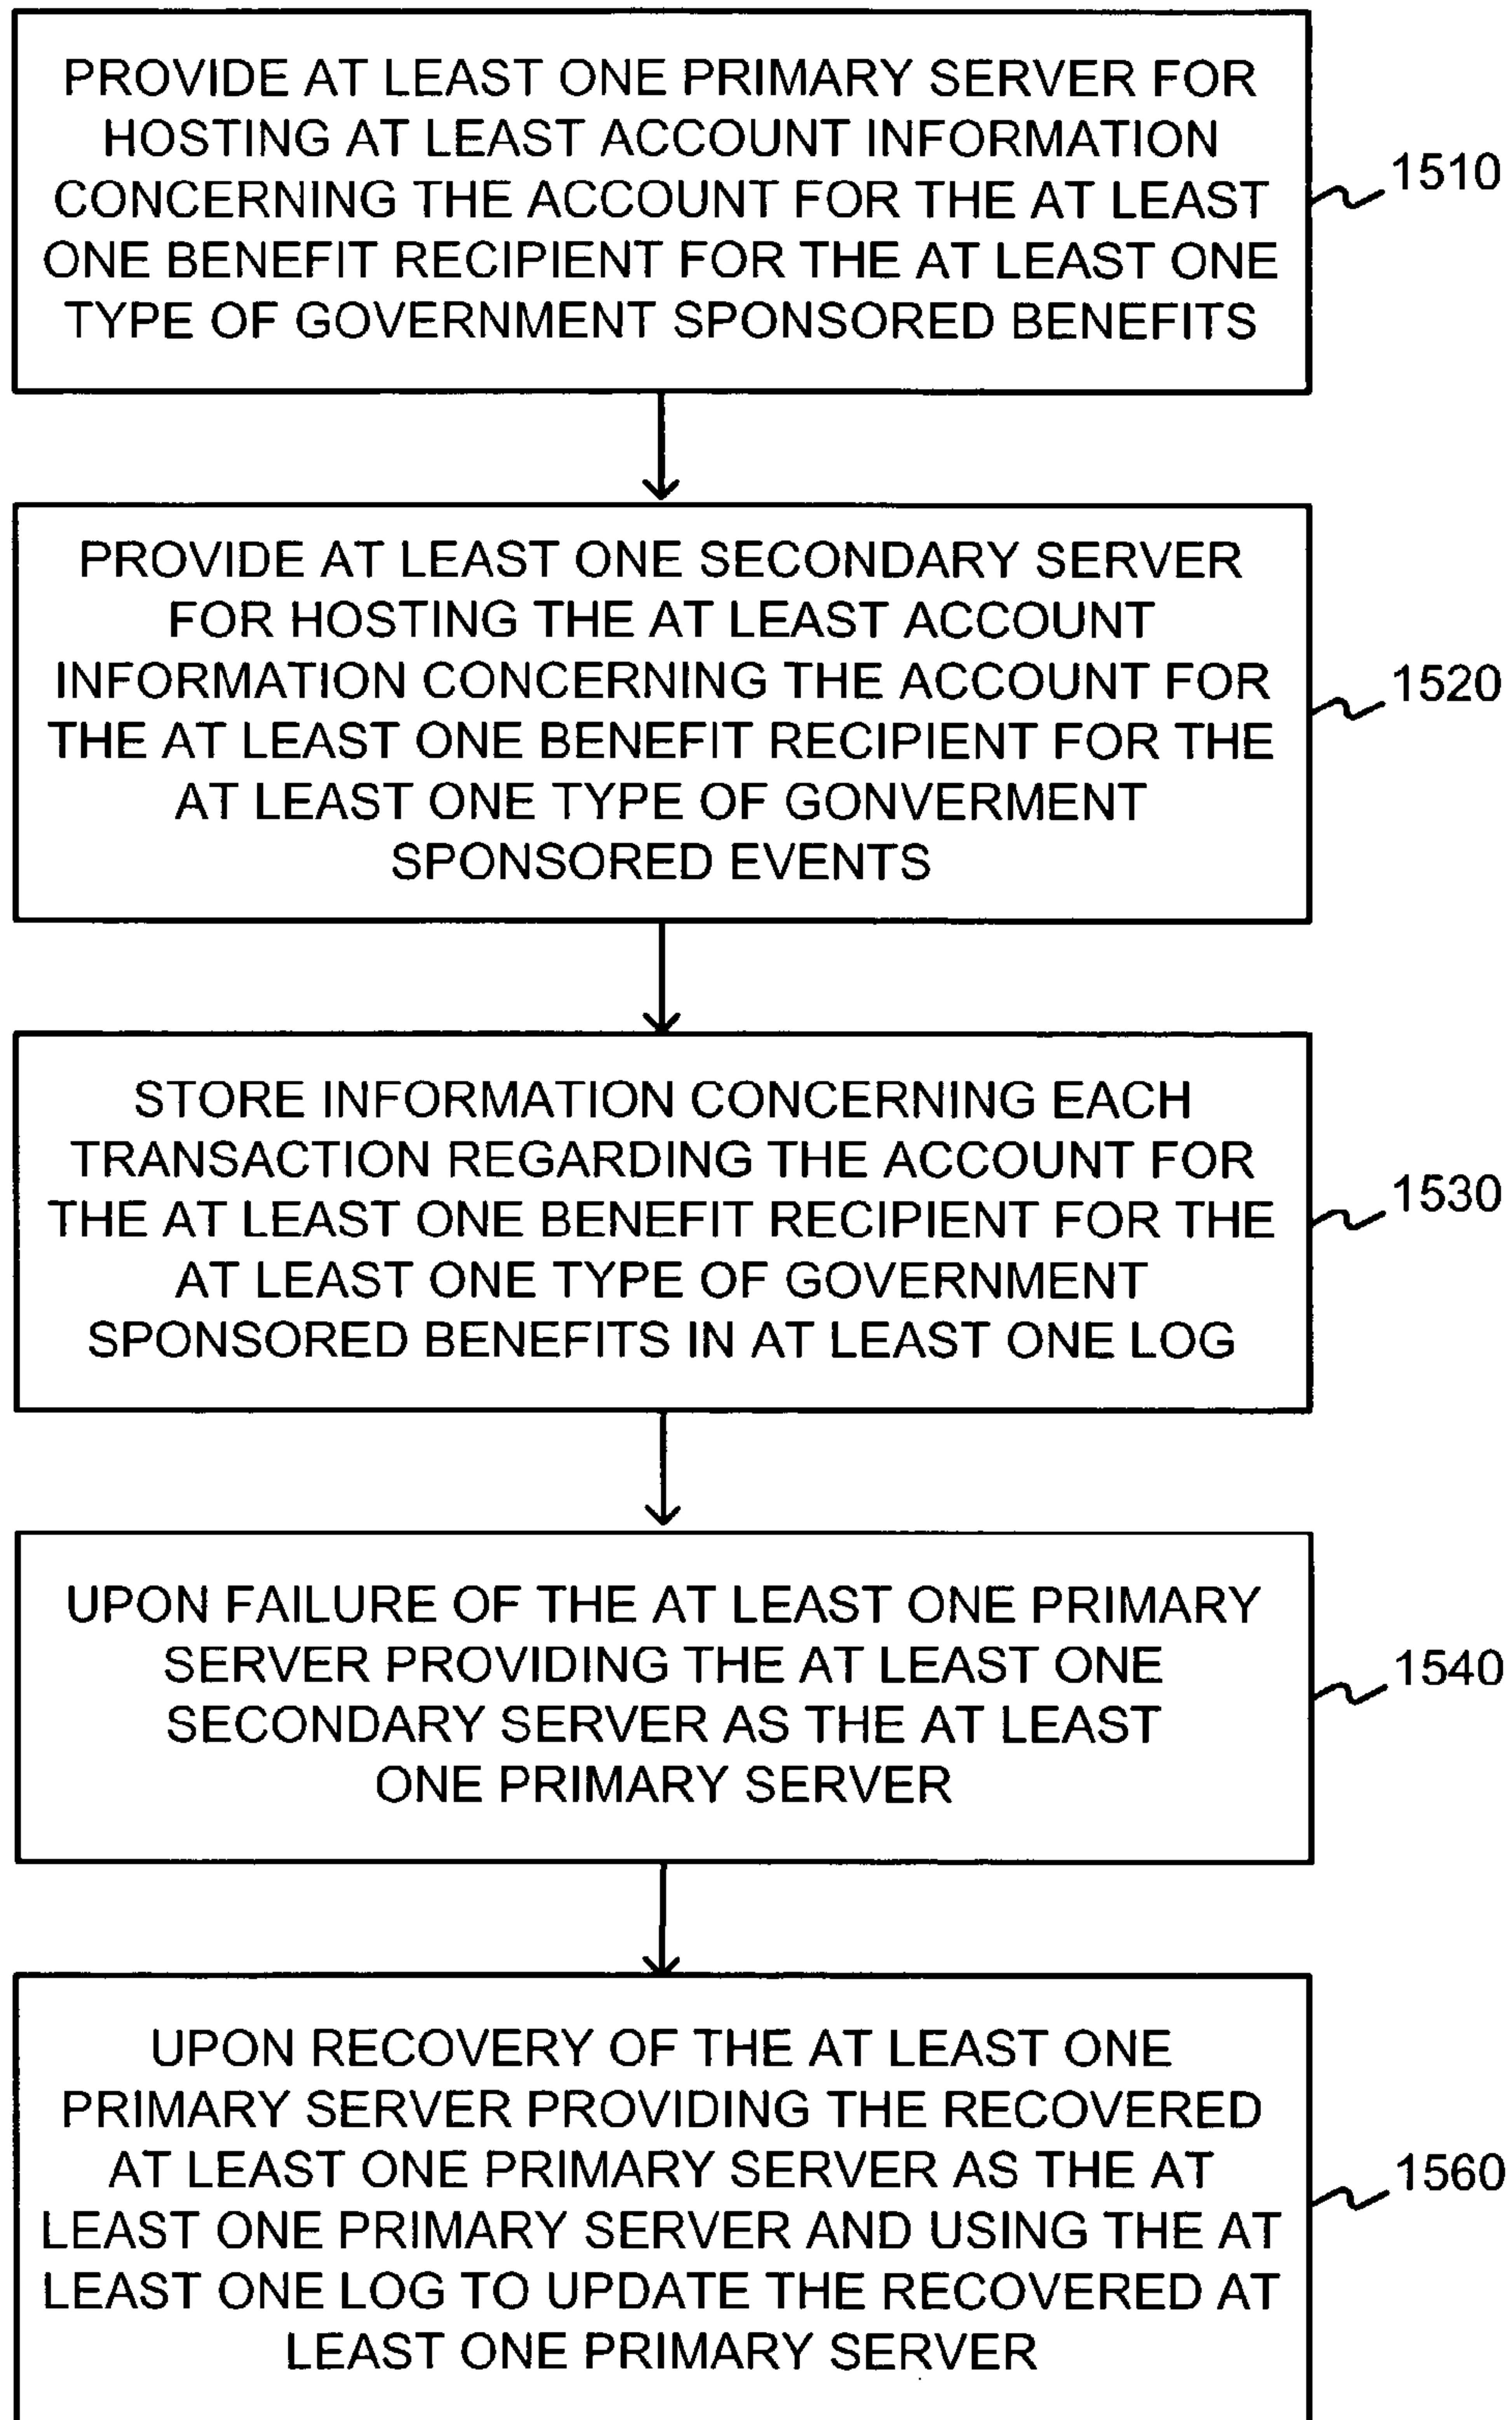 PROVIDE AT LEAST ONE PRIMARY SERVER FOR
HOSTING AT LEAST ACCOUNT INFORMATION
CONCERNING THE ACCOUNT FOR THE AT LEAST
ONE BENEFIT RECIPIENT FOR THE AT LEAST ONE
TYPE OF GOVERNMENT SPONSORED BENEFITS
1510
PROVIDE AT LEAST ONE SECONDARY SERVER
FOR HOSTING THE AT LEAST ACCOUNT
INFORMATION CONCERNING THE ACCOUNT FOR
THE AT LEAST ONE BENEFIT RECIPIENT FOR THE
AT LEAST ONE TYPE OF GONVERMENT
SPONSORED EVENTS
1520
STORE INFORMATION CONCERNING EACH
TRANSACTION REGARDING THE ACCOUNT FOR
THE AT LEAST ONE BENEFIT RECIPIENT FOR THE
AT LEAST ONE TYPE OF GOVERNMENT
SPONSORED BENEFITS IN AT LEAST ONE LOG
1530
UPON FAILURE OF THE AT LEAST ONE PRIMARY
SERVER PROVIDING THE AT LEAST ONE
SECONDARY SERVER AS THE AT LEAST
ONE PRIMARY SERVER
1540
UPON RECOVERY OF THE AT LEAST ONE
PRIMARY SERVER PROVIDING THE RECOVERED
AT LEAST ONE PRIMARY SERVER AS THE AT
LEAST ONE PRIMARY SERVER AND USING THE AT
LEAST ONE LOG TO UPDATE THE RECOVERED AT
LEAST ONE PRIMARY SERVER
1560